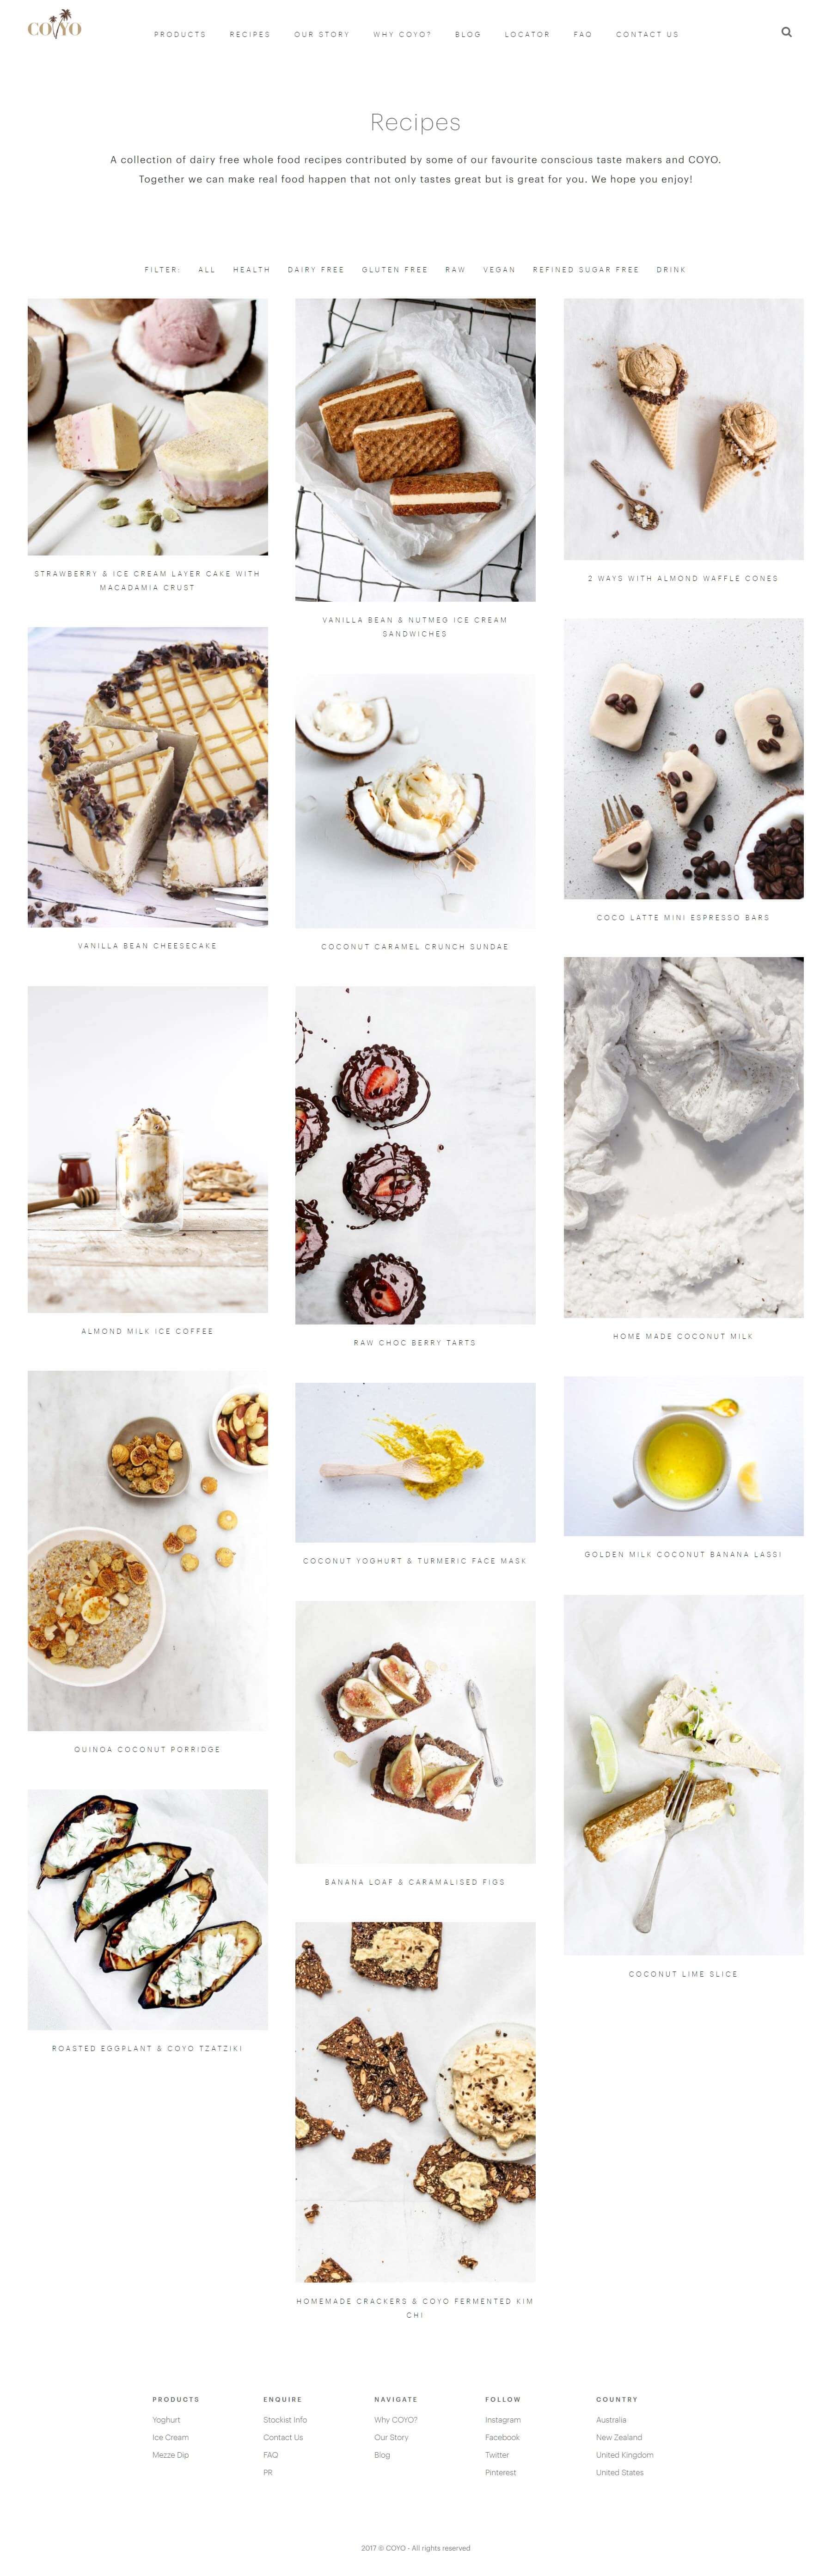 COYO
PRODUCTS RECIPES OUR STORY WHY COYO? BLOG LOCATOR FAQ CONTACT US
Recipes
A collection of dairy free whole food recipes contributed by some of our favourite conscious taste makers and COYO.
Together we can make real food happen that not only tastes great but is great for you. We hope you enjoy!
FILTER: ALL HEALTH DAIRY FREE GLUTEN FREE RAW VEGAN REFINED SUGAR FREE DRINK
STRAWBERRY & ICE CREAM LAYER CAKE WITH
MACADAMIA CRUST
VANILLA BEAN & NUTMEG ICE CREAM
SANDWICHES
2 WAYS WITH ALMOND WAFFLE CONES
VANILLA BEAN CHEESECAKE
COCONUT CARAMEL CRUNCH SUNDAE
COCO LATTE MINI ESPRESSO BARS
ALMOND MILK ICE COFFEE
RAW CHOC BERRY TARTS
HOME MADE COCONUT MILK
COCONUT YOGHURT & TURMERIC FACE MASK
GOLDEN MILK COCONUT BANANA LASSI
QUINOA COCONUT PORRIDGE
BANANA LOAF & CARAMALISED FIGS
COCONUT LIME SLICE
ROASTED EGGPLANT & COYO TZATZIKI
HOMEMADE CRACKERS & COYO FERMENTED KIM
CHI
PRODUCTS
Yoghurt
Ice Cream
Mezze Dip
ENQUIRE
Stockist Info
Contact Us
FAQ
PR
NAVIGATE
Why COYO?
Our Story
Blog
FOLLOW
Instagram
Facebook
Twitter
Pinterest
COUNTRY
Australia
New Zealand
United Kingdom
United States
2017 © COYO - All rights reserved